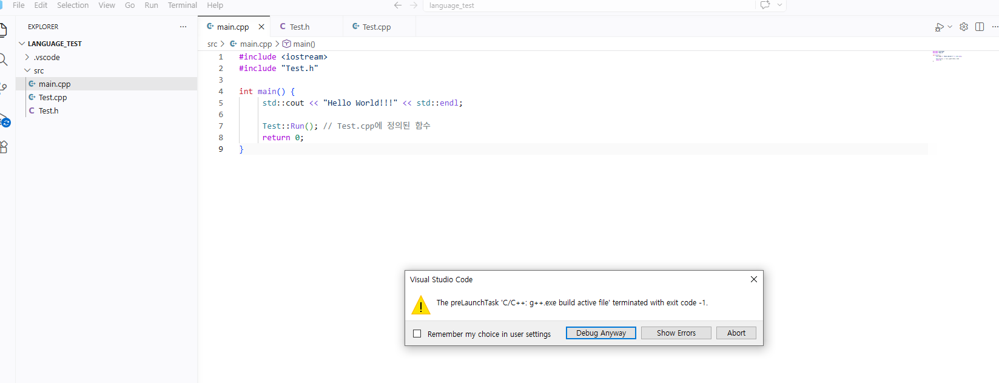 File Edit Selection View Go Run Terminal Help
language_test
EXPLORER
LANGUAGE_TEST
.vscode
src
main.cpp
Test.cpp
Test.h
main.cpp
Test.h
Test.cpp
src > main.cpp > main()
1 #include <iostream>
2 #include "Test.h"
3
4 int main() {
5 std::cout << "Hello World!!!" << std::endl;
6
7 Test::Run(); // Test.cpp에 정의된 함수
8 return 0;
9 }
Visual Studio Code
The preLaunchTask 'C/C++: g++.exe build active file' terminated with exit code -1.
Remember my choice in user settings
Debug Anyway
Show Errors
Abort